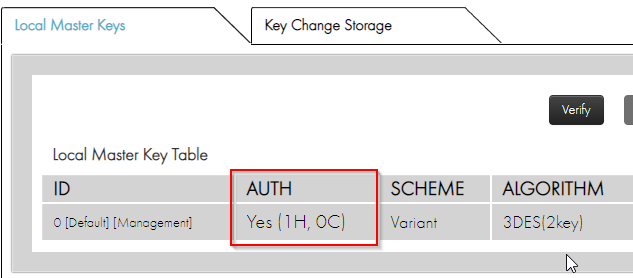 Local Master Keys Key Change Storage
Verify
Local Master Key Table
ID AUTH SCHEME ALGORITHM
0 [Default] [Management] Yes (1H, 0C) Variant 3DES(2key)